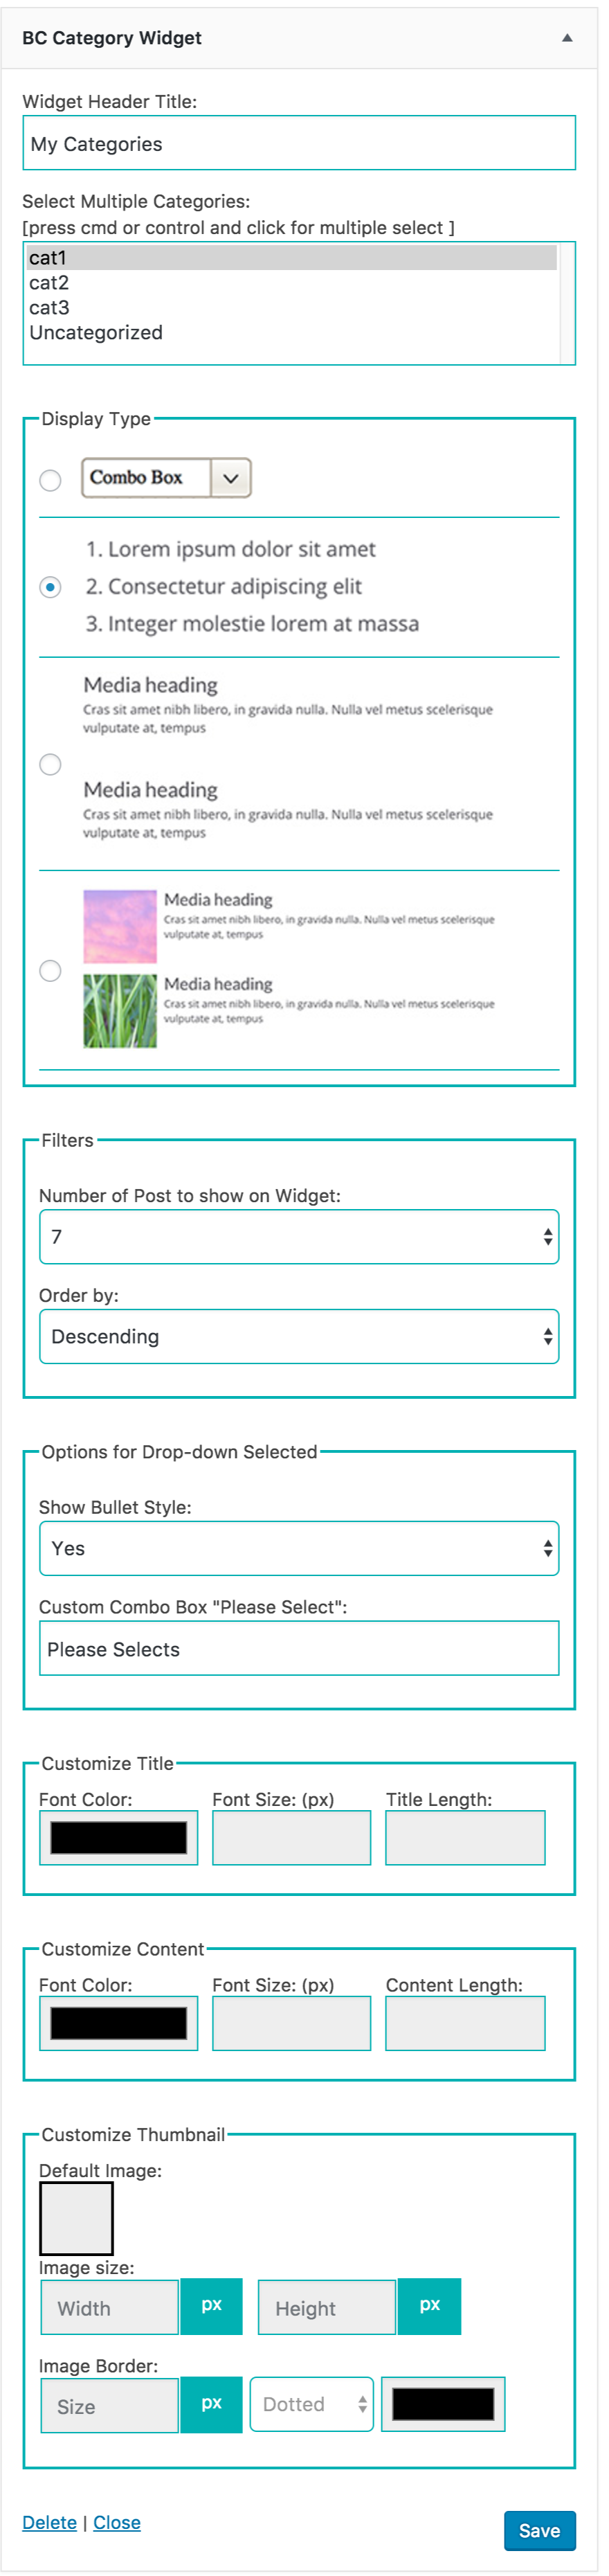 BC Category Widget
Widget Header Title:
My Categories
Select Multiple Categories:
[press cmd or control and click for multiple select ]
cat1
cat2
cat3
Uncategorized
Display Type
Combo Box
1. Lorem ipsum dolor sit amet
2. Consectetur adipiscing elit
3. Integer molestie lorem at massa
Media heading
Cras sit amet nibh libero, in gravida nulla. Nulla vel metus scelerisque
vulputate at, tempus
Media heading
Cras sit amet nibh libero, in gravida nulla. Nulla vel metus scelerisque
vulputate at, tempus
Media heading
Cras sit amet nibh libero, in gravida nulla. Nulla vel metus scelerisque
vulputate at, tempus
Media heading
Cras sit amet nibh libero, in gravida nulla. Nulla vel metus scelerisque
vulputate at, tempus
Filters
Number of Post to show on Widget:
7
Order by:
Descending
Options for Drop-down Selected
Show Bullet Style:
Yes
Custom Combo Box "Please Select":
Please Selects
Customize Title
Font Color: Font Size: (px) Title Length:
Customize Content
Font Color: Font Size: (px) Content Length:
Customize Thumbnail
Default Image:
Image size:
Width px Height px
Image Border:
Size px Dotted
Delete | Close Save